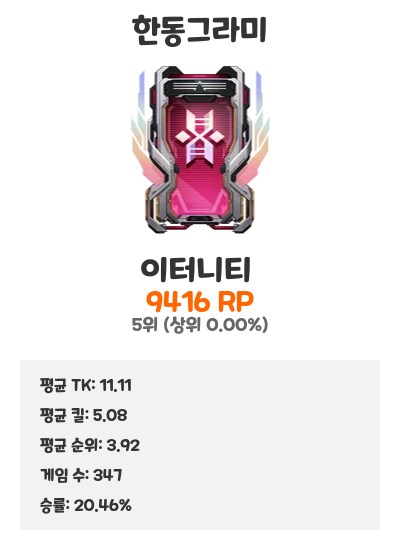 한동그라미
이터니티
9416 RP
5위 (상위 0.00%)
평균 TK: 11.11
평균 킬: 5.08
평균 순위: 3.92
게임 수: 347
승률: 20.46%